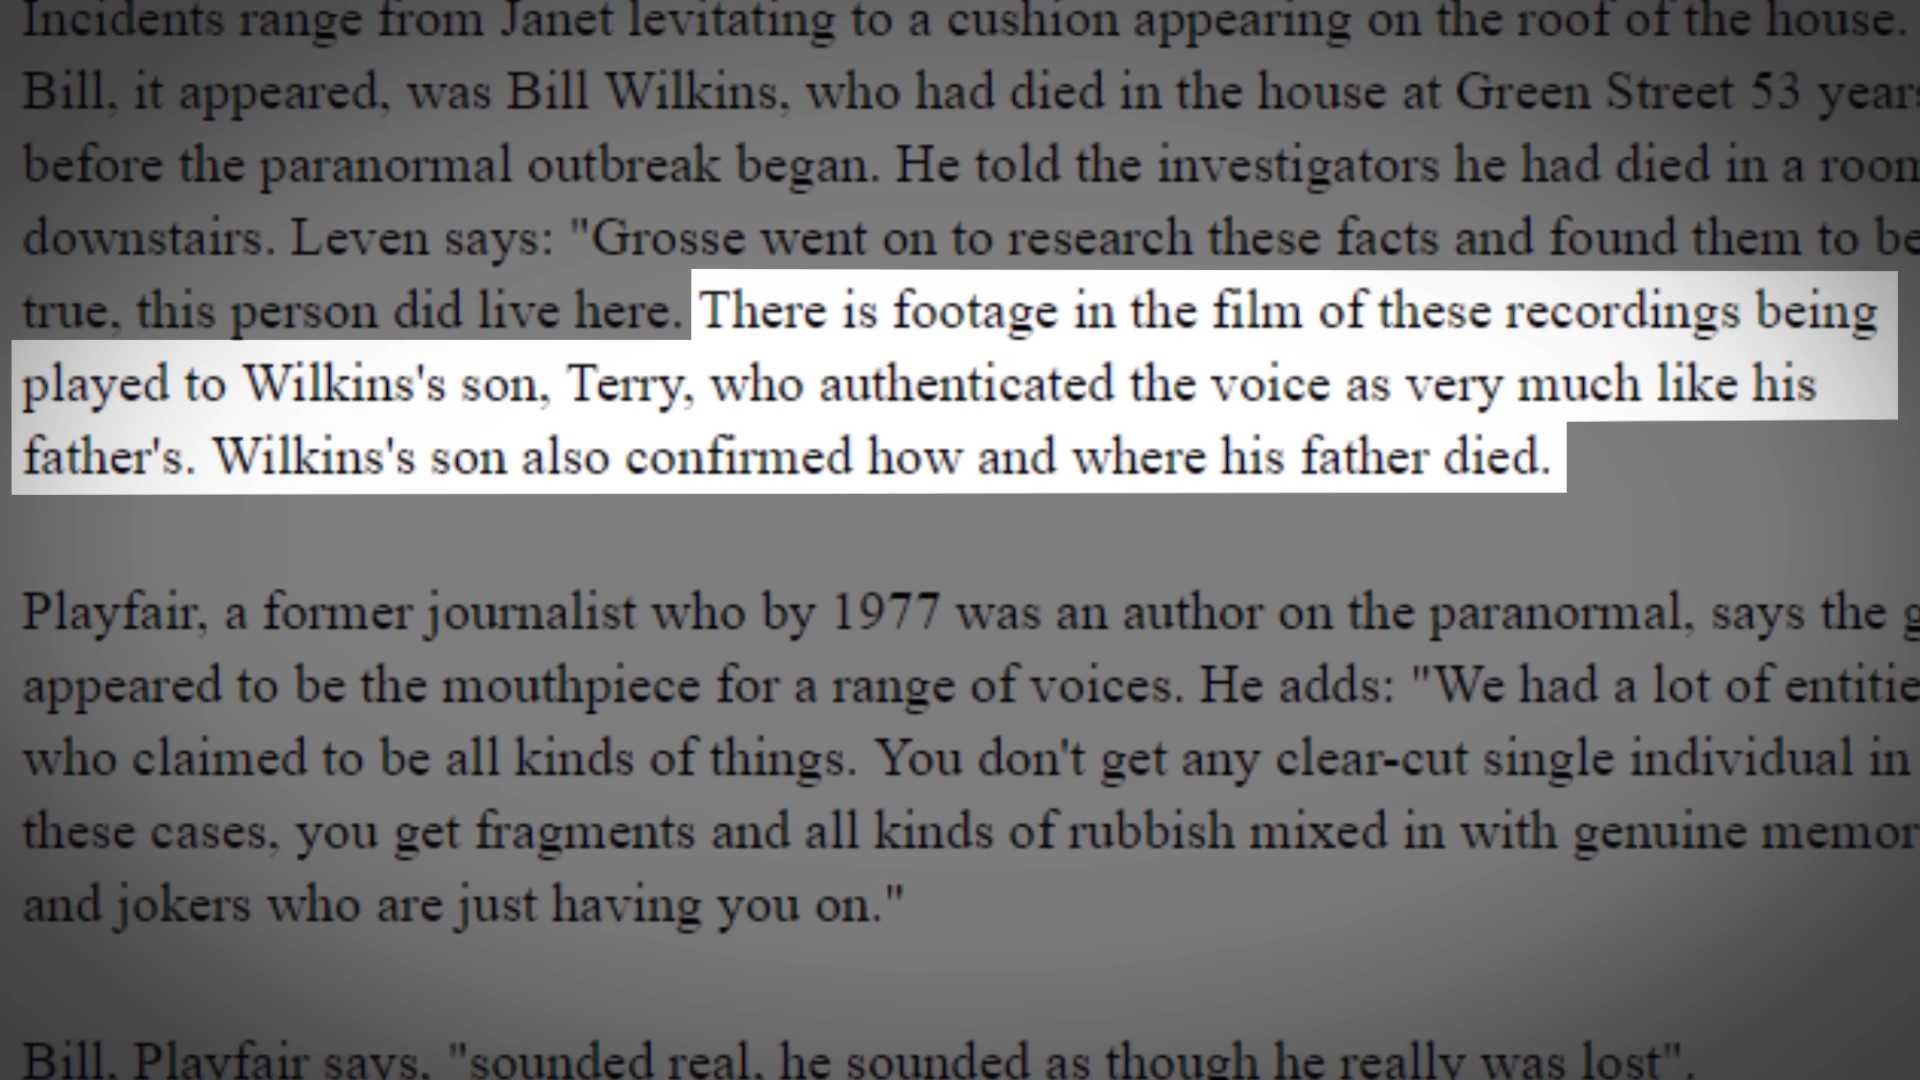 Incidents range from Janet levitating to a cushion appearing on the roof of the house.
Bill, it appeared, was Bill Wilkins, who had died in the house at Green Street 53 years
before the paranormal outbreak began. He told the investigators he had died in a room
downstairs. Leven says: "Grosse went on to research these facts and found them to be
true, this person did live here. There is footage in the film of these recordings being
played to Wilkins's son, Terry, who authenticated the voice as very much like his
father's. Wilkins's son also confirmed how and where his father died.
Playfair, a former journalist who by 1977 was an author on the paranormal, says the
appeared to be the mouthpiece for a range of voices. He adds: "We had a lot of entitie
who claimed to be all kinds of things. You don't get any clear-cut single individual in
these cases, you get fragments and all kinds of rubbish mixed in with genuine memor
and jokers who are just having you on."
Bill, Playfair says, "sounded real, he sounded as though he really was lost".